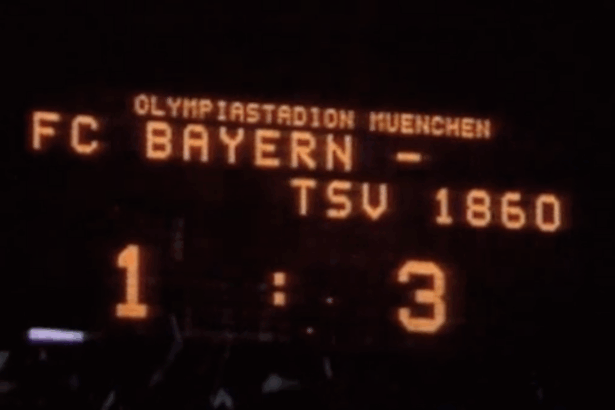 OLYMPIASTADION MUENCHEN
FC BAYERN -
TSV 1860
1 : 3